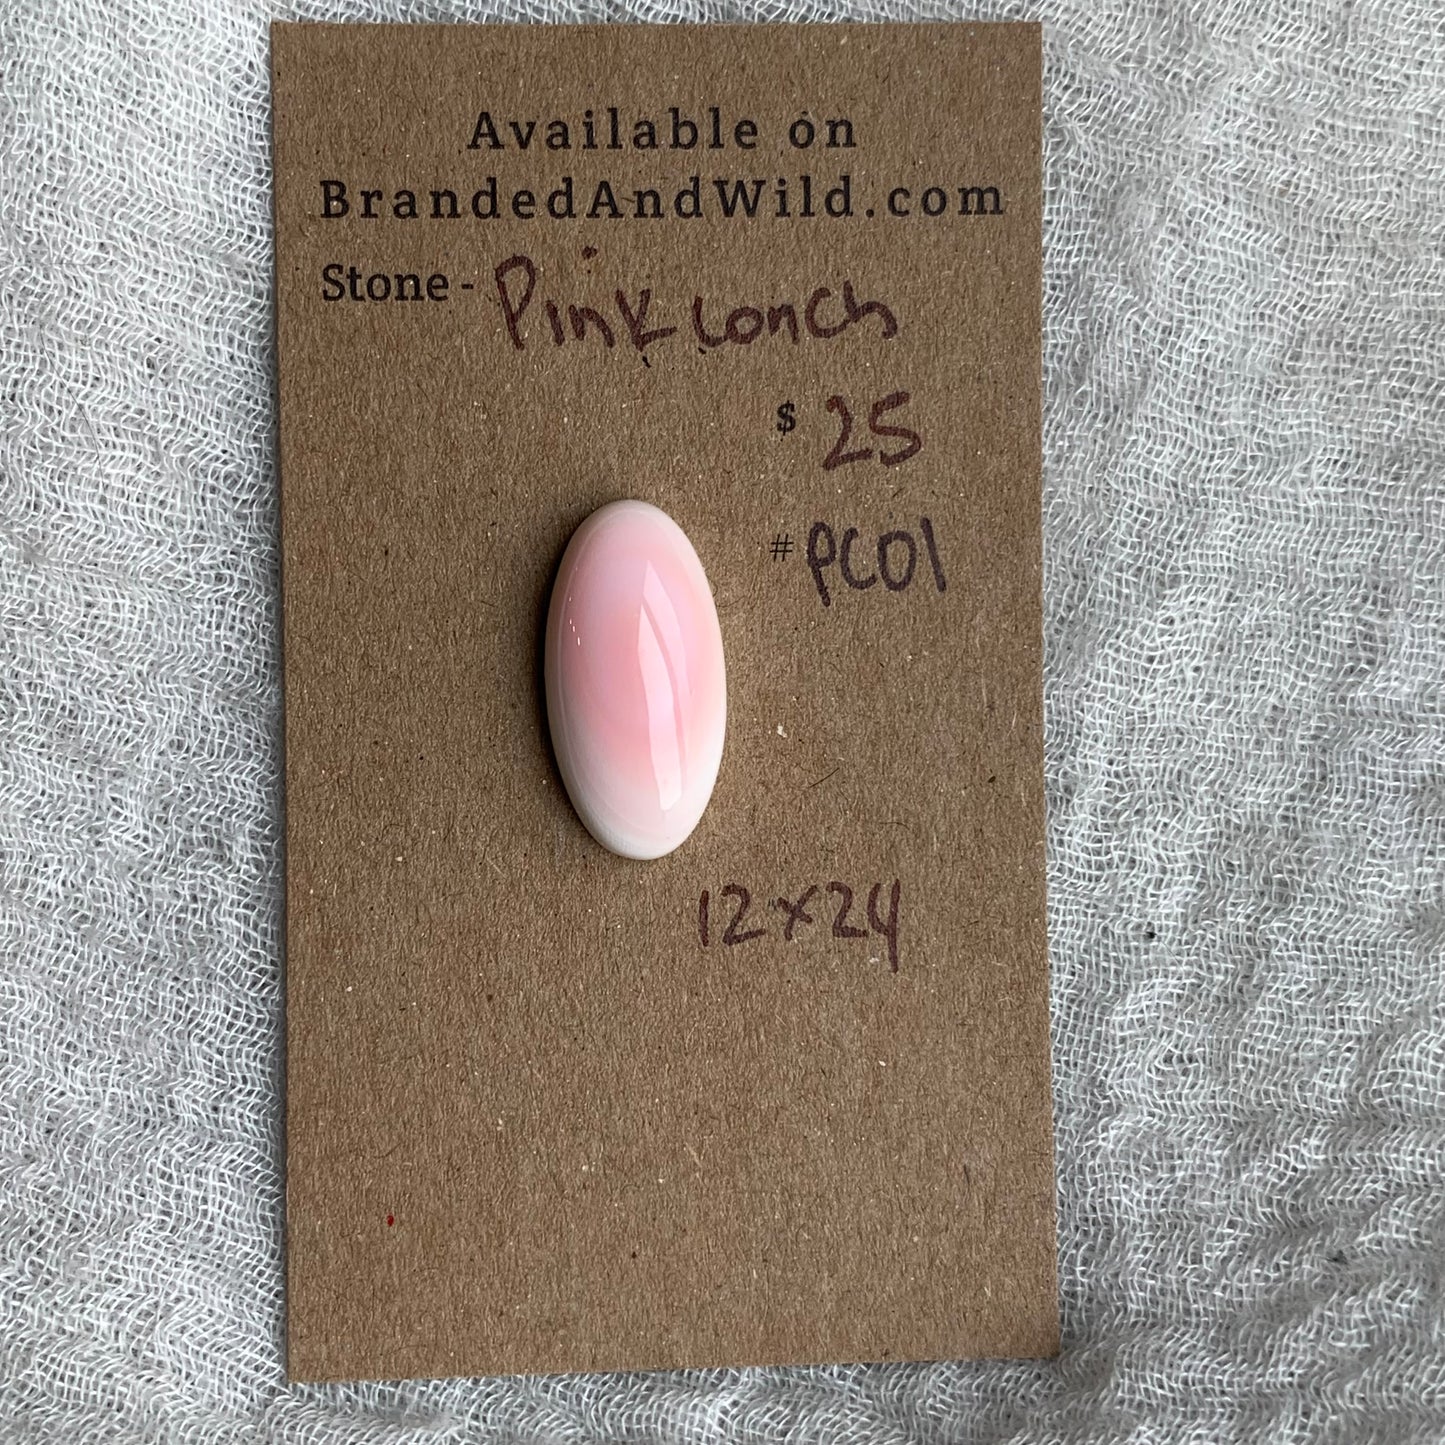 Available on
BrandedAndWild.com
Stone - Pink Conch
$ 25
# PC01
12x24